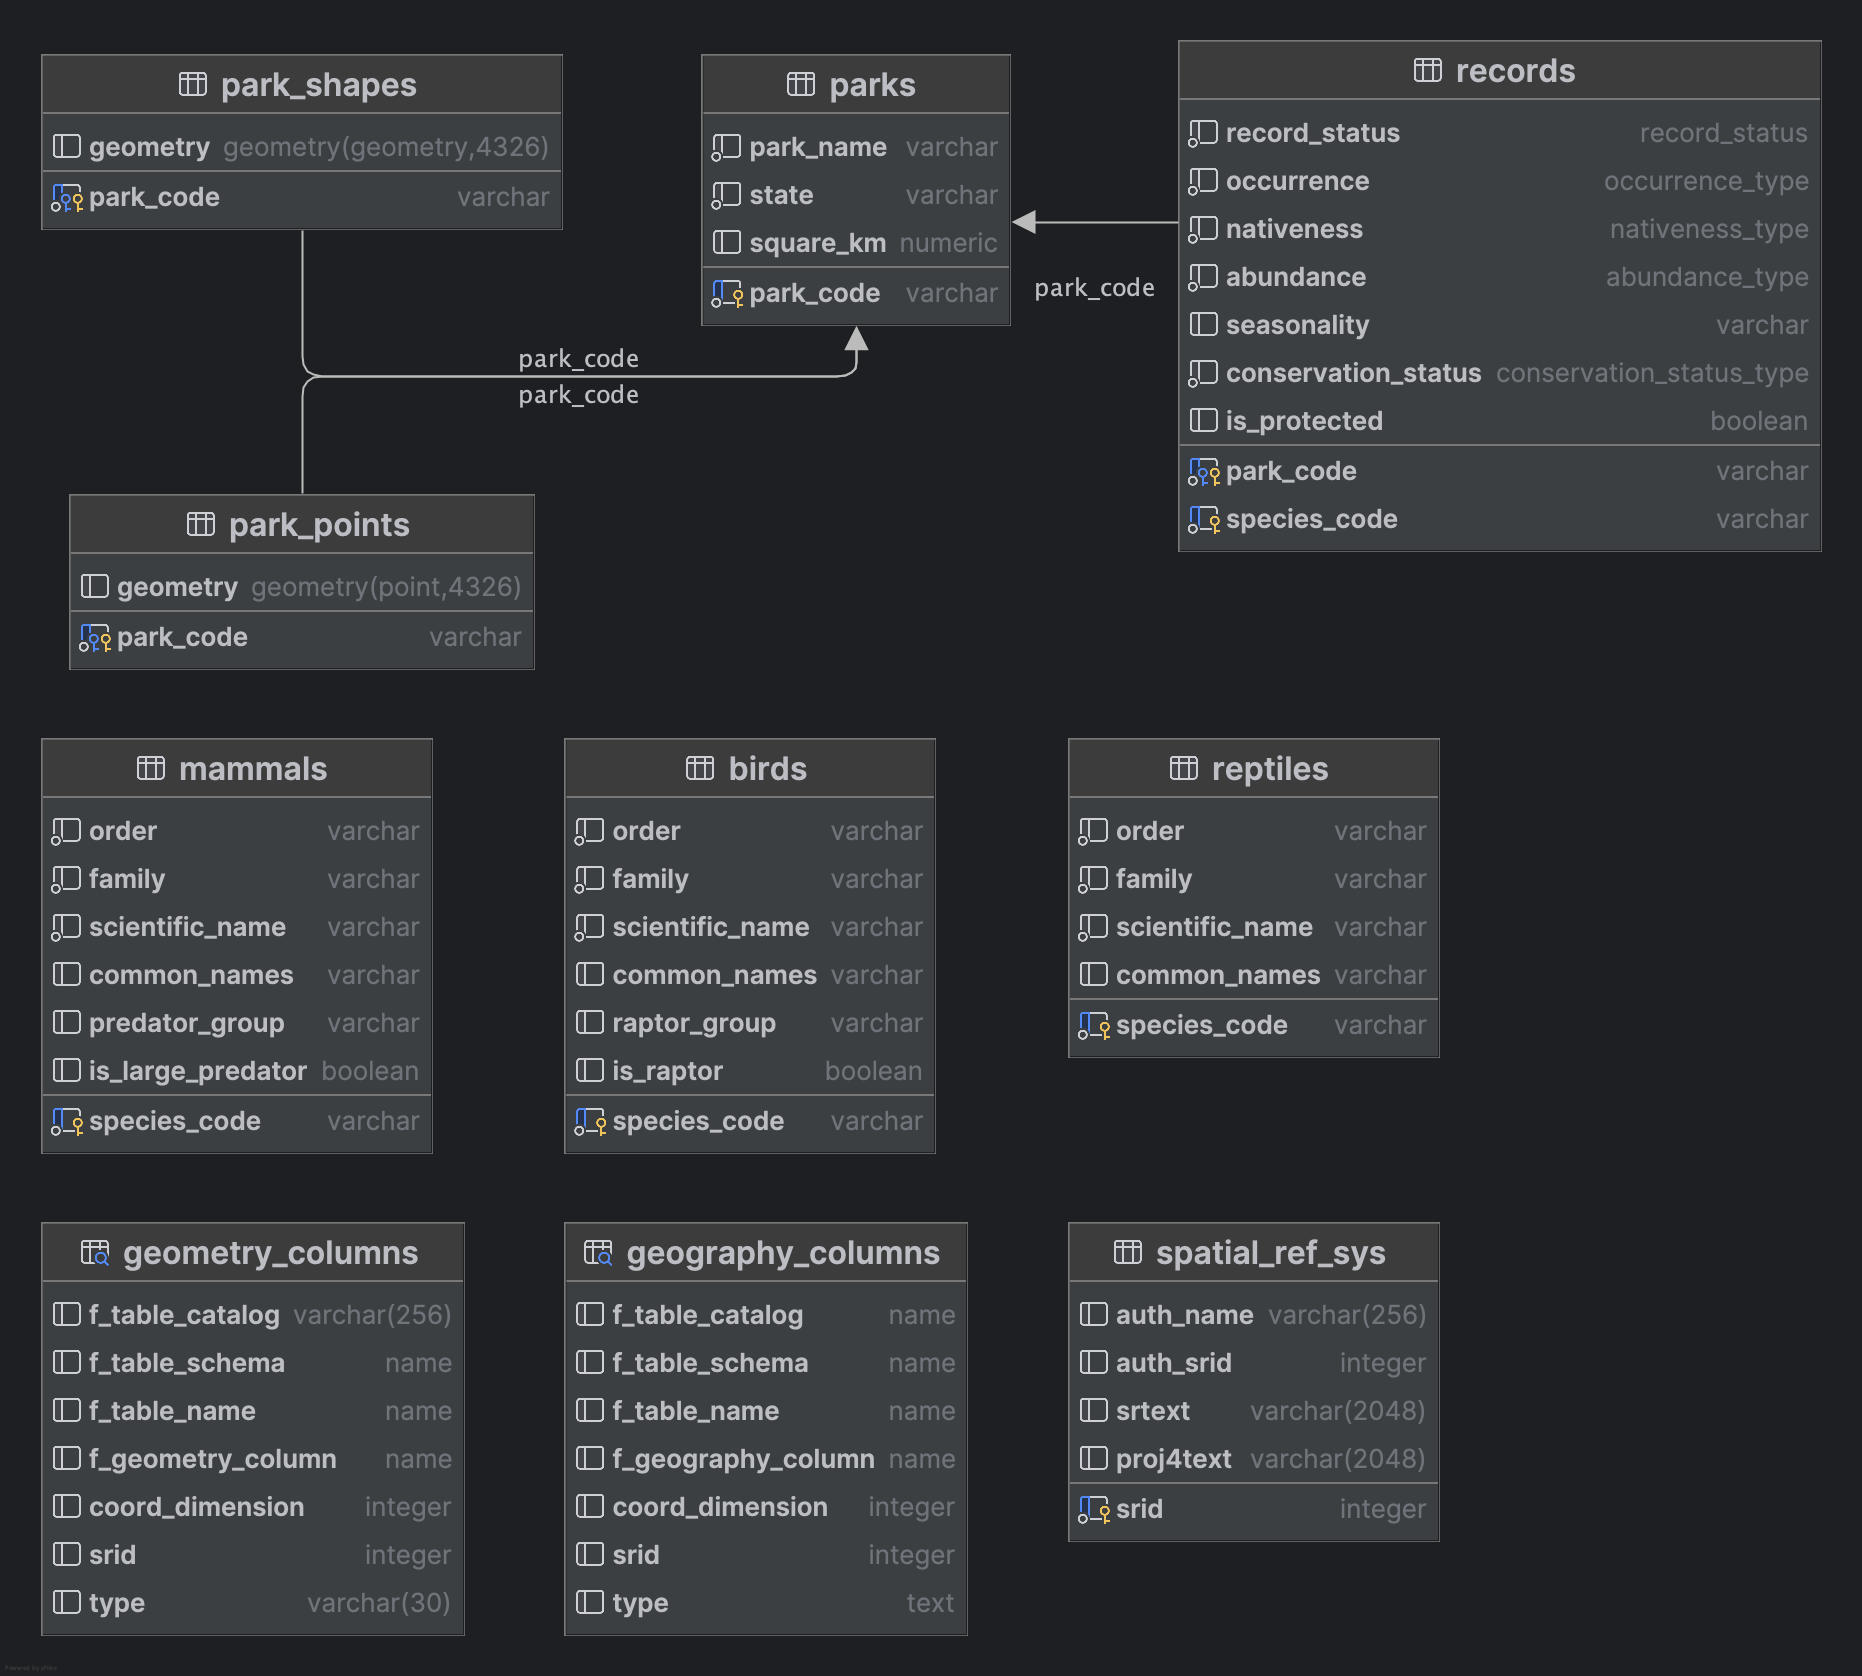 park_shapes
geometry geometry(geometry,4326)
park_code varchar
parks
park_name varchar
state varchar
square_km numeric
park_code varchar
records
record_status record_status
occurrence occurrence_type
nativeness nativeness_type
abundance abundance_type
seasonality varchar
conservation_status conservation_status_type
is_protected boolean
park_code varchar
species_code varchar
park_code
park_code
park_code
park_points
geometry geometry(point,4326)
park_code varchar
mammals
order varchar
family varchar
scientific_name varchar
common_names varchar
predator_group varchar
is_large_predator boolean
species_code varchar
birds
order varchar
family varchar
scientific_name varchar
common_names varchar
raptor_group varchar
is_raptor boolean
species_code varchar
reptiles
order varchar
family varchar
scientific_name varchar
common_names varchar
species_code varchar
geometry_columns
f_table_catalog varchar(256)
f_table_schema name
f_table_name name
f_geometry_column name
coord_dimension integer
srid integer
type varchar(30)
geography_columns
f_table_catalog name
f_table_schema name
f_table_name name
f_geography_column name
coord_dimension integer
srid integer
type text
spatial_ref_sys
auth_name varchar(256)
auth_srid integer
srtext varchar(2048)
proj4text varchar(2048)
srid integer
Powered by yFiles